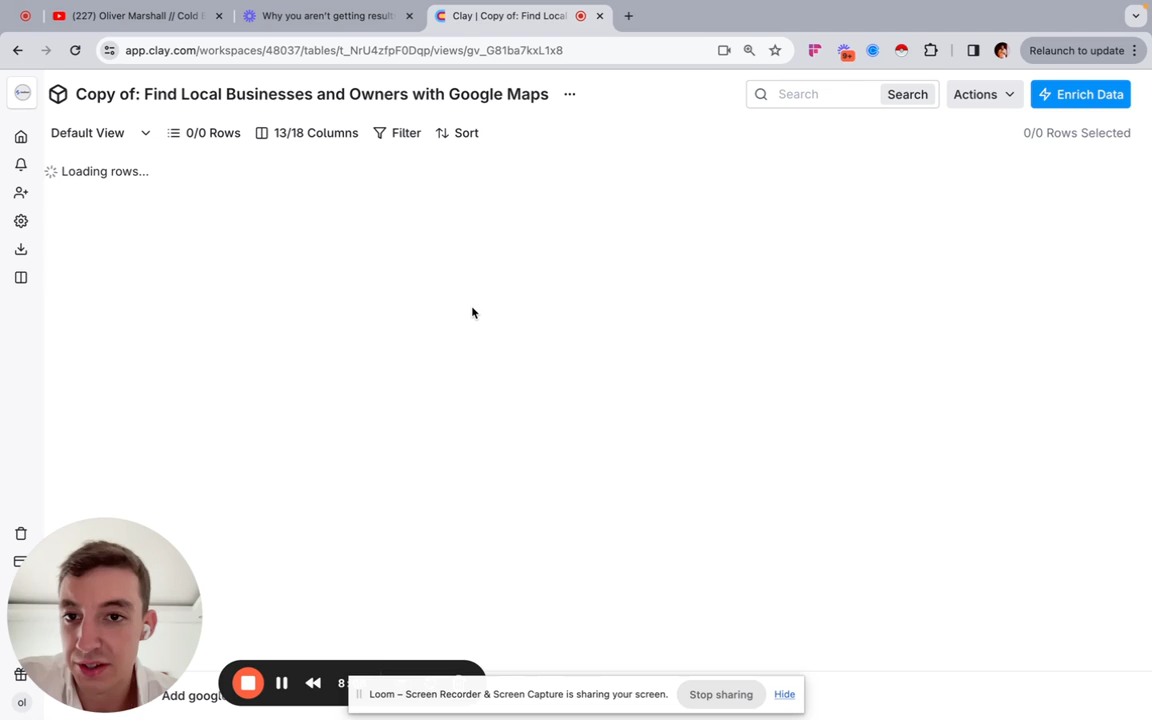 (227) Oliver Marshall // Cold E
Why you aren't getting result
Clay | Copy of: Find Local
app.clay.com/workspaces/48037/tables/t_NrU4zfpF0Dqp/views/gv_G81ba7kxL1x8
9+
Relaunch to update
Copy of: Find Local Businesses and Owners with Google Maps
Search
Search
Actions
Enrich Data
Default View
0/0 Rows
13/18 Columns
Filter
Sort
0/0 Rows Selected
Loading rows...
ol
Add googl
8:
Loom – Screen Recorder & Screen Capture is sharing your screen.
Stop sharing
Hide